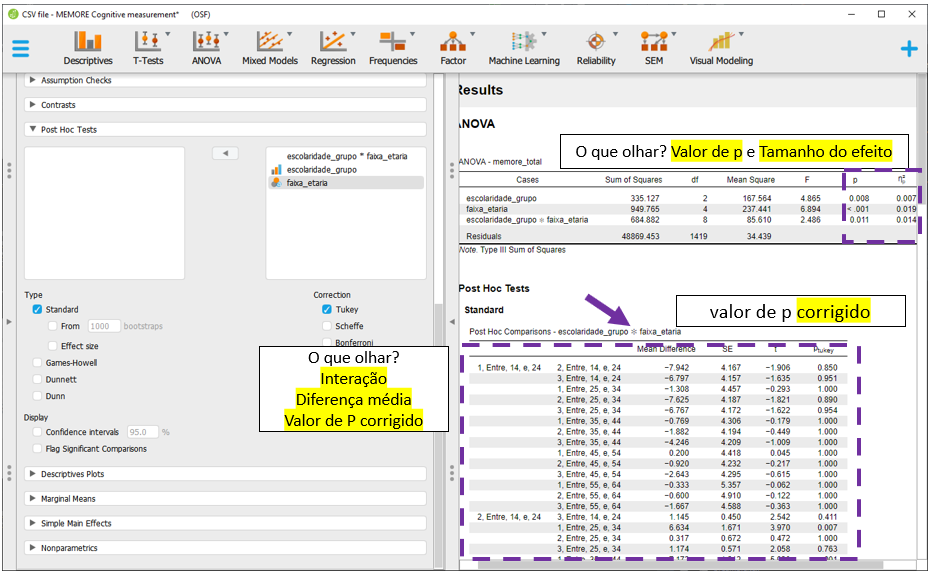 CSV file - MEMORE Cognitive measurement* (OSF)
Descriptives T-Tests ANOVA Mixed Models Regression Frequencies Factor Machine Learning Reliability SEM Visual Modeling
Assumption Checks
Contrasts
Post Hoc Tests
escolaridade_grupo * faixa_etaria
escolaridade_grupo
faixa_etaria
Type
Standard
From 1000 bootstraps
Effect size
Games-Howell
Dunnett
Dunn
Correction
Tukey
Scheffe
Bonferroni
Display
Confidence intervals 95.0 %
Flag Significant Comparisons
O que olhar?
Interação
Diferença média
Valor de P corrigido
Descriptives Plots
Marginal Means
Simple Main Effects
Nonparametrics
Results
ANOVA
O que olhar? Valor de p e Tamanho do efeito
ANOVA - memore_total
Cases Sum of Squares df Mean Square F p η²p
escolaridade_grupo 335.127 2 167.564 4.865 0.008 0.007
faixa_etaria 949.765 4 237.441 6.894 < .001 0.019
escolaridade_grupo ✻ faixa_etaria 684.882 8 85.610 2.486 0.011 0.014
Residuals 48869.453 1419 34.439
Note. Type III Sum of Squares
Post Hoc Tests
valor de p corrigido
Standard
Post Hoc Comparisons - escolaridade_grupo ✻ faixa_etaria
Mean Difference SE t Ptukey
1, Entre, 14, e, 24 2, Entre, 14, e, 24 −7.942 4.167 −1.906 0.850
3, Entre, 14, e, 24 −6.797 4.157 −1.635 0.951
1, Entre, 25, e, 34 −1.308 4.457 −0.293 1.000
2, Entre, 25, e, 34 −7.625 4.187 −1.821 0.890
3, Entre, 25, e, 34 −6.767 4.172 −1.622 0.954
1, Entre, 35, e, 44 −0.769 4.306 −0.179 1.000
2, Entre, 35, e, 44 −1.882 4.194 −0.449 1.000
3, Entre, 35, e, 44 −4.246 4.209 −1.009 1.000
1, Entre, 45, e, 54 0.200 4.418 0.045 1.000
2, Entre, 45, e, 54 −0.920 4.232 −0.217 1.000
3, Entre, 45, e, 54 −2.643 4.295 −0.615 1.000
1, Entre, 55, e, 64 −0.333 5.357 −0.062 1.000
2, Entre, 55, e, 64 −0.600 4.910 −0.122 1.000
3, Entre, 55, e, 64 −1.667 4.588 −0.363 1.000
2, Entre, 14, e, 24 3, Entre, 14, e, 24 1.145 0.450 2.542 0.411
1, Entre, 25, e, 34 6.634 1.671 3.970 0.007
2, Entre, 25, e, 34 0.317 0.672 0.472 1.000
3, Entre, 25, e, 34 1.174 0.571 2.058 0.763